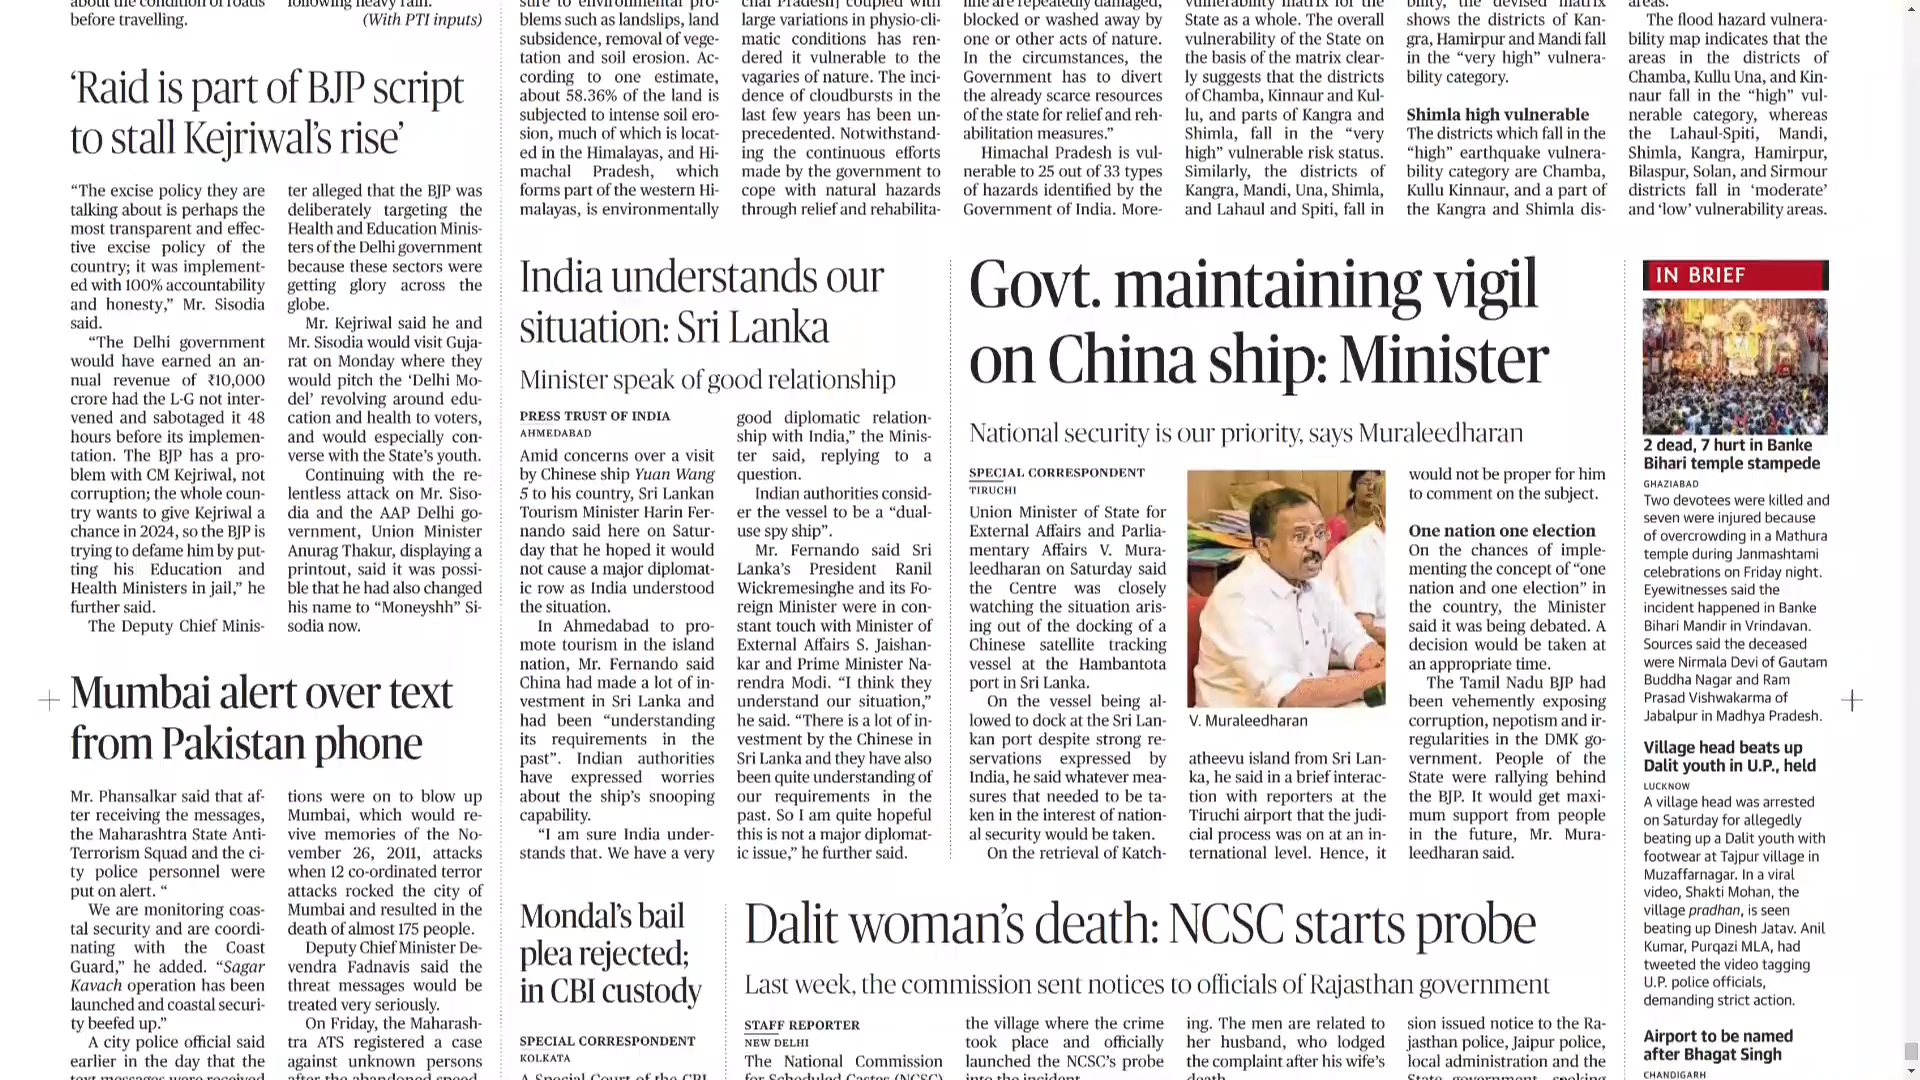 about the condition of roads
before travelling.
following heavy rain.
(With PTI inputs)
‘Raid is part of BJP script
to stall Kejriwal’s rise’
“The excise policy they are
talking about is perhaps the
most transparent and effec-
tive excise policy of the
country; it was implement-
ed with 100% accountability
and honesty,” Mr. Sisodia
said.
“The Delhi government
would have earned an an-
nual revenue of ₹10,000
crore had the L-G not inter-
vened and sabotaged it 48
hours before its implemen-
tation. The BJP has a pro-
blem with CM Kejriwal, not
corruption; the whole coun-
try wants to give Kejriwal a
chance in 2024, so the BJP is
trying to defame him by put-
ting his Education and
Health Ministers in jail,” he
further said.
The Deputy Chief Minis-
ter alleged that the BJP was
deliberately targeting the
Health and Education Minis-
ters of the Delhi government
because these sectors were
getting glory across the
globe.
Mr. Kejriwal said he and
Mr. Sisodia would visit Guja-
rat on Monday where they
would pitch the ‘Delhi Mo-
del’ revolving around edu-
cation and health to voters,
and would especially con-
verse with the State’s youth.
Continuing with the re-
lentless attack on Mr. Siso-
dia and the AAP Delhi go-
vernment, Union Minister
Anurag Thakur, displaying a
printout, said it was possi-
ble that he had also changed
his name to “Moneyshh” Si-
sodia now.
Mumbai alert over text
from Pakistan phone
Mr. Phansalkar said that af-
ter receiving the messages,
the Maharashtra State Anti-
Terrorism Squad and the ci-
ty police personnel were
put on alert. “
We are monitoring coas-
tal security and are coordi-
nating with the Coast
Guard,” he added. “Sagar
Kavach operation has been
launched and coastal securi-
ty beefed up.”
A city police official said
earlier in the day that the
text messages were received
tions were on to blow up
Mumbai, which would re-
vive memories of the No-
vember 26, 2011, attacks
when 12 co-ordinated terror
attacks rocked the city of
Mumbai and resulted in the
death of almost 175 people.
Deputy Chief Minister De-
vendra Fadnavis said the
threat messages would be
treated very seriously.
On Friday, the Maharash-
tra ATS registered a case
against unknown persons
after the abandoned speed-
sure to environmental pro-
blems such as landslips, land
subsidence, removal of vege-
tation and soil erosion. Ac-
cording to one estimate,
about 58.36% of the land is
subjected to intense soil ero-
sion, much of which is locat-
ed in the Himalayas, and Hi-
machal Pradesh, which
forms part of the western Hi-
malayas, is environmentally
chal Pradesh] coupled with
large variations in physio-cli-
matic conditions has ren-
dered it vulnerable to the
vagaries of nature. The inci-
dence of cloudbursts in the
last few years has been un-
precedented. Notwithstand-
ing the continuous efforts
made by the government to
cope with natural hazards
through relief and rehabilita-
line are repeatedly damaged,
blocked or washed away by
one or other acts of nature.
In the circumstances, the
Government has to divert
the already scarce resources
of the state for relief and reh-
abilitation measures.”
Himachal Pradesh is vul-
nerable to 25 out of 33 types
of hazards identified by the
Government of India. More-
vulnerability matrix for the
State as a whole. The overall
vulnerability of the State on
the basis of the matrix clear-
ly suggests that the districts
of Chamba, Kinnaur and Kul-
lu, and parts of Kangra and
Shimla, fall in the “very
high” vulnerable risk status.
Similarly, the districts of
Kangra, Mandi, Una, Shimla,
and Lahaul and Spiti, fall in
bility, the devised matrix
shows the districts of Kan-
gra, Hamirpur and Mandi fall
in the “very high” vulnera-
bility category.
Shimla high vulnerable
The districts which fall in the
“high” earthquake vulnera-
bility category are Chamba,
Kullu Kinnaur, and a part of
the Kangra and Shimla dis-
areas.
The flood hazard vulnera-
bility map indicates that the
areas in the districts of
Chamba, Kullu Una, and Kin-
naur fall in the “high” vul-
nerable category, whereas
the Lahaul-Spiti, Mandi,
Shimla, Kangra, Hamirpur,
Bilaspur, Solan, and Sirmour
districts fall in ‘moderate’
and ‘low’ vulnerability areas.
India understands our
situation: Sri Lanka
Minister speak of good relationship
PRESS TRUST OF INDIA
AHMEDABAD
Amid concerns over a visit
by Chinese ship Yuan Wang
5 to his country, Sri Lankan
Tourism Minister Harin Fer-
nando said here on Satur-
day that he hoped it would
not cause a major diplomat-
ic row as India understood
the situation.
In Ahmedabad to pro-
mote tourism in the island
nation, Mr. Fernando said
China had made a lot of in-
vestment in Sri Lanka and
had been “understanding
its requirements in the
past”. Indian authorities
have expressed worries
about the ship’s snooping
capability.
“I am sure India under-
stands that. We have a very
good diplomatic relation-
ship with India,” the Minis-
ter said, replying to a
question.
Indian authorities consid-
er the vessel to be a “dual-
use spy ship”.
Mr. Fernando said Sri
Lanka’s President Ranil
Wickremesinghe and its Fo-
reign Minister were in con-
stant touch with Minister of
External Affairs S. Jaishan-
kar and Prime Minister Na-
rendra Modi. “I think they
understand our situation,”
he said. “There is a lot of in-
vestment by the Chinese in
Sri Lanka and they have also
been quite understanding of
our requirements in the
past. So I am quite hopeful
this is not a major diplomat-
ic issue,” he further said.
Govt. maintaining vigil
on China ship: Minister
National security is our priority, says Muraleedharan
SPECIAL CORRESPONDENT
TIRUCHI
Union Minister of State for
External Affairs and Parlia-
mentary Affairs V. Mura-
leedharan on Saturday said
the Centre was closely
watching the situation aris-
ing out of the docking of a
Chinese satellite tracking
vessel at the Hambantota
port in Sri Lanka.
On the vessel being al-
lowed to dock at the Sri Lan-
kan port despite strong re-
servations expressed by
India, he said whatever mea-
sures that needed to be ta-
ken in the interest of nation-
al security would be taken.
On the retrieval of Katch-
V. Muraleedharan
atheevu island from Sri Lan-
ka, he said in a brief interac-
tion with reporters at the
Tiruchi airport that the judi-
cial process was on at an in-
ternational level. Hence, it
would not be proper for him
to comment on the subject.
One nation one election
On the chances of imple-
menting the concept of “one
nation and one election” in
the country, the Minister
said it was being debated. A
decision would be taken at
an appropriate time.
The Tamil Nadu BJP had
been vehemently exposing
corruption, nepotism and ir-
regularities in the DMK go-
vernment. People of the
State were rallying behind
the BJP. It would get maxi-
mum support from people
in the future, Mr. Mura-
leedharan said.
IN BRIEF
2 dead, 7 hurt in Banke
Bihari temple stampede
GHAZIABAD
Two devotees were killed and
seven were injured because
of overcrowding in a Mathura
temple during Janmashtami
celebrations on Friday night.
Eyewitnesses said the
incident happened in Banke
Bihari Mandir in Vrindavan.
Sources said the deceased
were Nirmala Devi of Gautam
Buddha Nagar and Ram
Prasad Vishwakarma of
Jabalpur in Madhya Pradesh.
Village head beats up
Dalit youth in U.P., held
LUCKNOW
A village head was arrested
on Saturday for allegedly
beating up a Dalit youth with
footwear at Tajpur village in
Muzaffarnagar. In a viral
video, Shakti Mohan, the
village pradhan, is seen
beating up Dinesh Jatav. Anil
Kumar, Purqazi MLA, had
tweeted the video tagging
U.P. police officials,
demanding strict action.
Airport to be named
after Bhagat Singh
CHANDIGARH
Mondal’s bail
plea rejected;
in CBI custody
SPECIAL CORRESPONDENT
KOLKATA
A Special Court of the CBI
Dalit woman’s death: NCSC starts probe
Last week, the commission sent notices to officials of Rajasthan government
STAFF REPORTER
NEW DELHI
The National Commission
for Scheduled Castes (NCSC)
the village where the crime
took place and officially
launched the NCSC’s probe
into the incident.
ing. The men are related to
her husband, who lodged
the complaint after his wife’s
death.
sion issued notice to the Ra-
jasthan police, Jaipur police,
local administration and the
State government, seeking